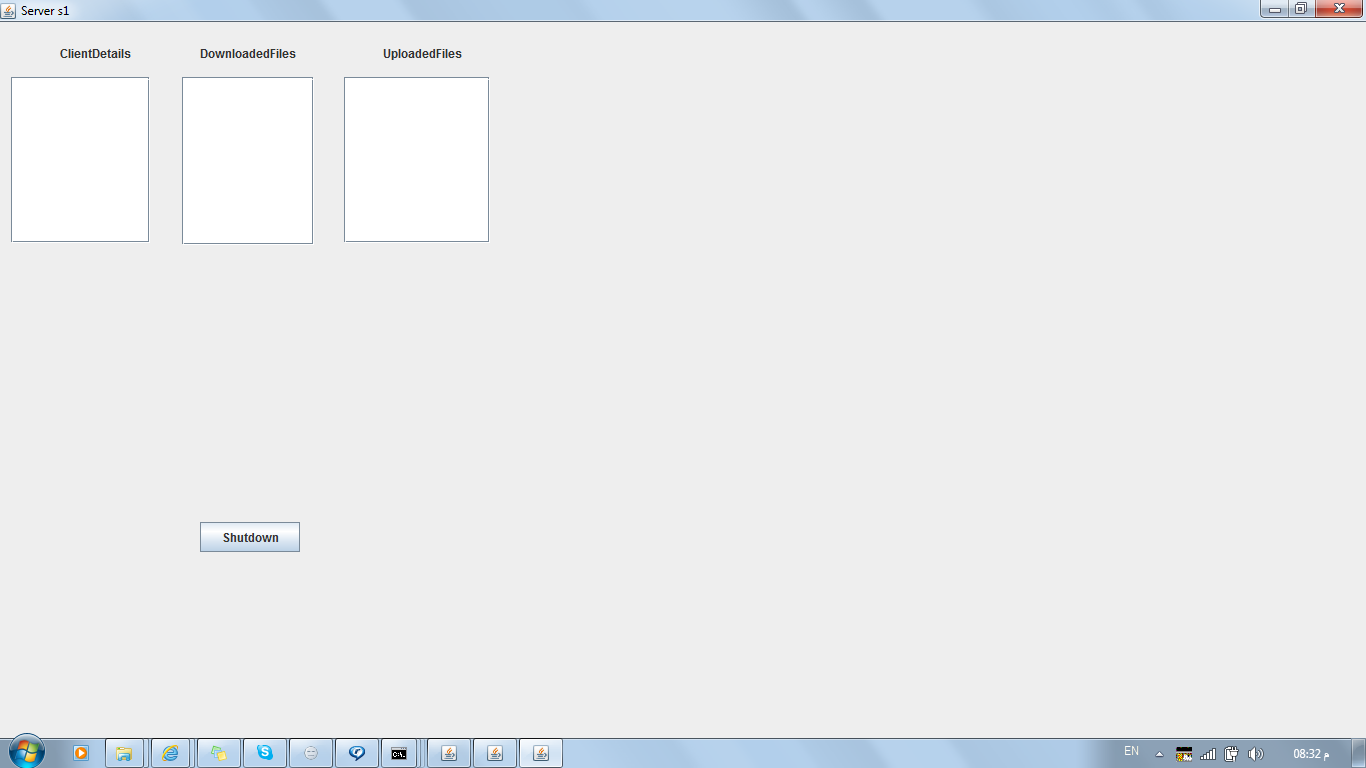 Server s1
ClientDetails
DownloadedFiles
UploadedFiles
Shutdown
C:\.
EN
08:32 م